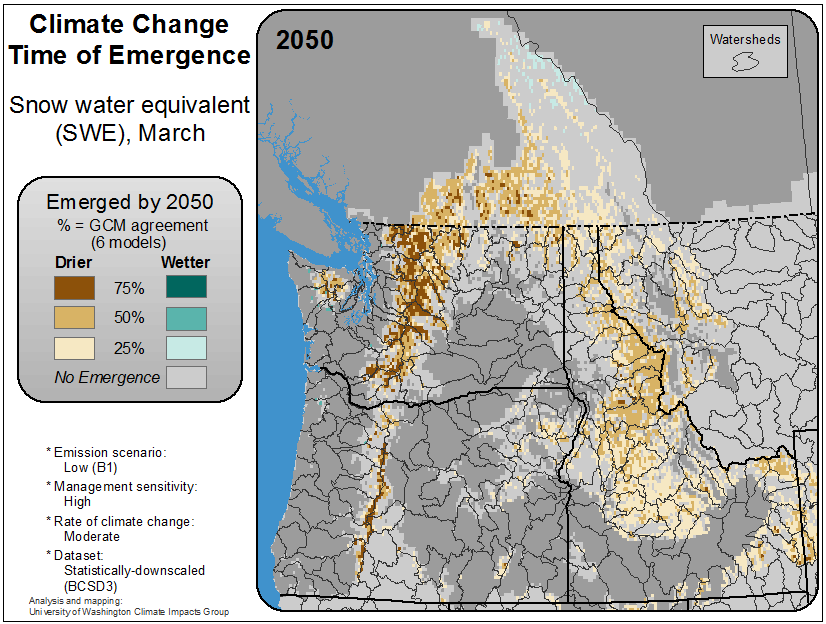 Climate Change
Time of Emergence
Snow water equivalent
(SWE), March
Emerged by 2050
% = GCM agreement
(6 models)
Drier Wetter
75%
50%
25%
No Emergence
* Emission scenario:
Low (B1)
* Management sensitivity:
High
* Rate of climate change:
Moderate
* Dataset:
Statistically-downscaled
(BCSD3)
Analysis and mapping:
University of Washington Climate Impacts Group
2050
Watersheds